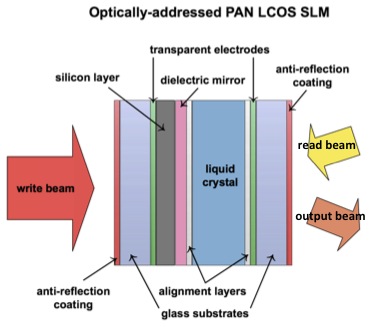 Optically-addressed PAN LCOS SLM
transparent electrodes
silicon layer
dielectric mirror
anti-reflection
coating
write beam
liquid
crystal
read beam
output beam
anti-reflection
coating
alignment layers
glass substrates